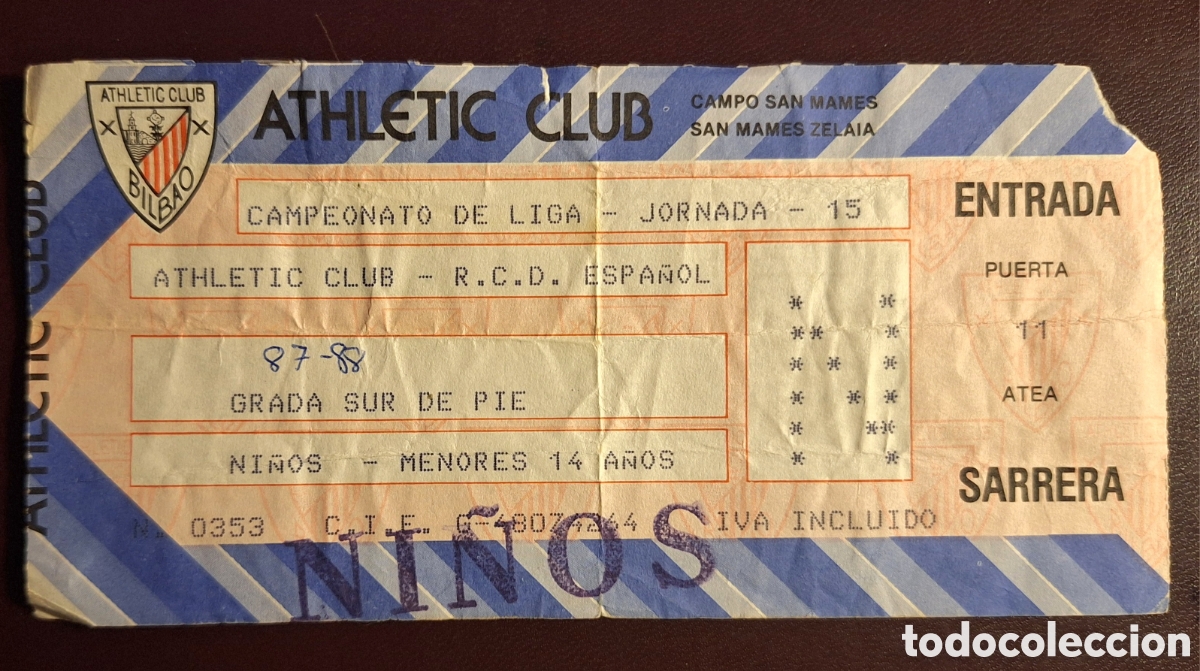 ATHLETIC CLUB
BILBAO
ATHLETIC CLUB
CAMPO SAN MAMES
SAN MAMES ZELAIA
ATHLETIC CLUB
CAMPEONATO DE LIGA - JORNADA - 15
ATHLETIC CLUB - R.C.D. ESPAÑOL
87-88
GRADA SUR DE PIE
NIÑOS - MENORES 14 AÑOS
N. 0353 C.I.F. G-48074264 IVA INCLUIDO
NIÑOS
ENTRADA
PUERTA
11
ATEA
SARRERA
todocoleccion